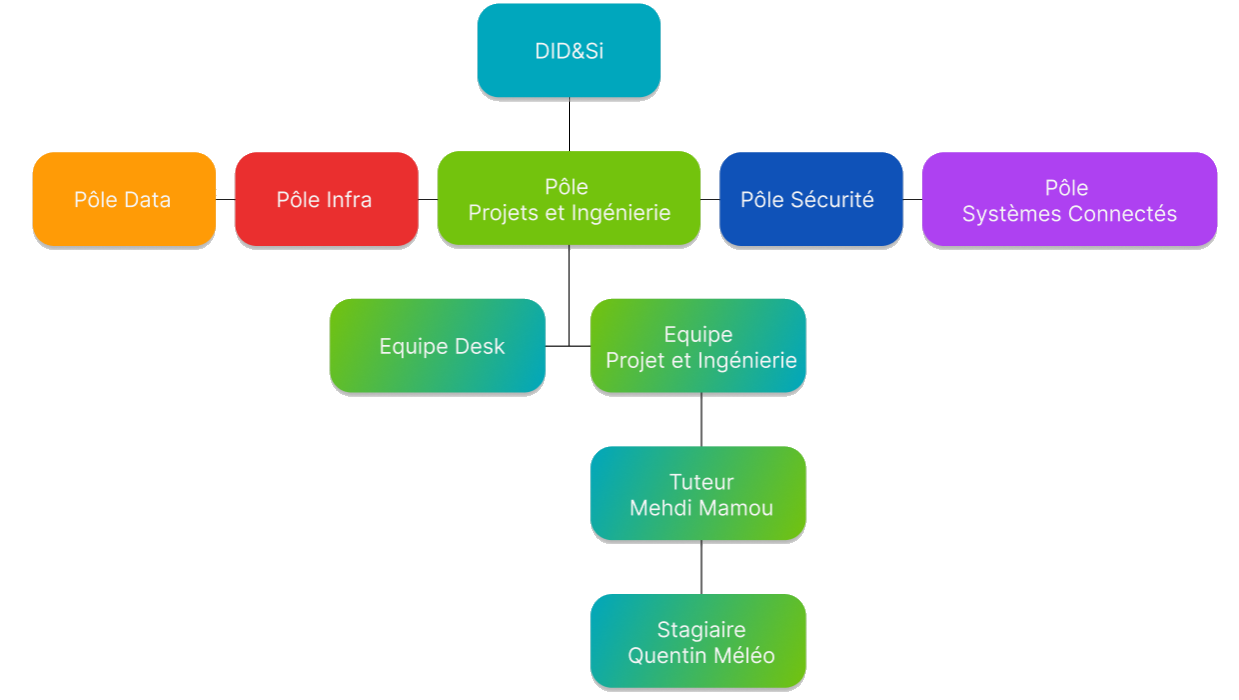 DID&Si
Pôle Data
Pôle Infra
Pôle
Projets et Ingénierie
Pôle Sécurité
Pôle
Systèmes Connectés
Equipe Desk
Equipe
Projet et Ingénierie
Tuteur
Mehdi Mamou
Stagiaire
Quentin Méléo